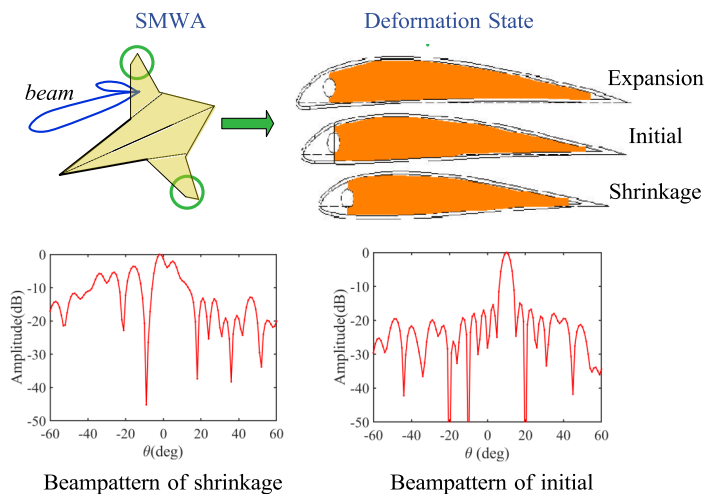 SMWA
Deformation State
beam
Expansion
Initial
Shrinkage
0
-10
-20
-30
-40
-50
Amplitude(dB)
-60 -40 -20 0 20 40 60
θ(deg)
Beampattern of shrinkage
0
-10
-20
-30
-40
-50
Amplitude(dB)
-60 -40 -20 0 20 40 60
θ (deg)
Beampattern of initial